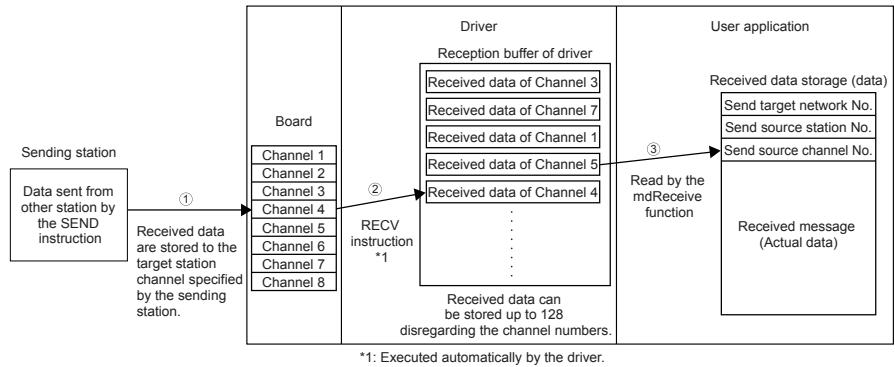 Driver
User application
Reception buffer of driver
Received data storage (data)
Received data of Channel 3
Received data of Channel 7
Received data of Channel 1
Received data of Channel 5
Received data of Channel 4
Send target network No.
Send source station No.
Send source channel No.
Received message
(Actual data)
Board
Channel 1
Channel 2
Channel 3
Channel 4
Channel 5
Channel 6
Channel 7
Channel 8
Sending station
Data sent from
other station by
the SEND
instruction
①
Received data
are stored to the
target station
channel specified
by the sending
station.
②
RECV
instruction
*1
③
Read by the
mdReceive
function
Received data can
be stored up to 128
disregarding the channel numbers.
*1: Executed automatically by the driver.